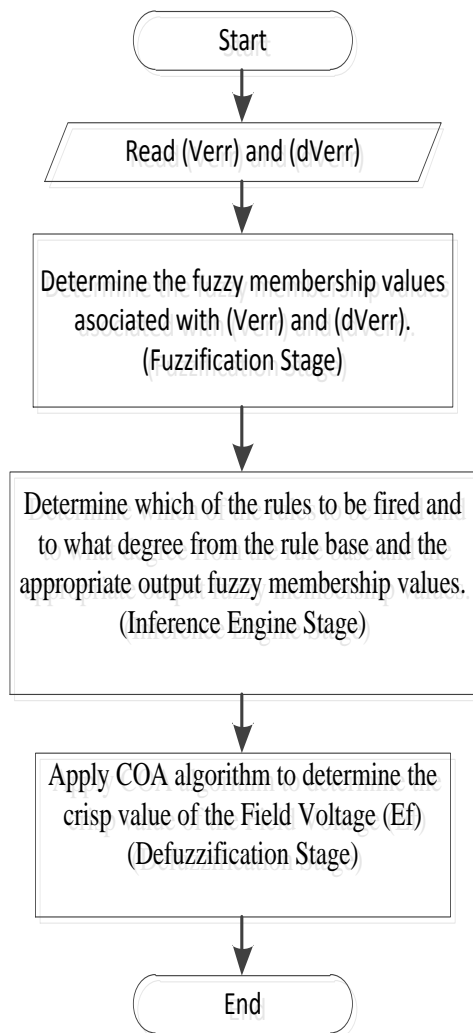 Start
Read (Verr) and (dVerr)
Determine the fuzzy membership values
asociated with (Verr) and (dVerr).
(Fuzzification Stage)
Determine which of the rules to be fired and
to what degree from the rule base and the
appropriate output fuzzy membership values.
(Inference Engine Stage)
Apply COA algorithm to determine the
crisp value of the Field Voltage (Ef)
(Defuzzification Stage)
End